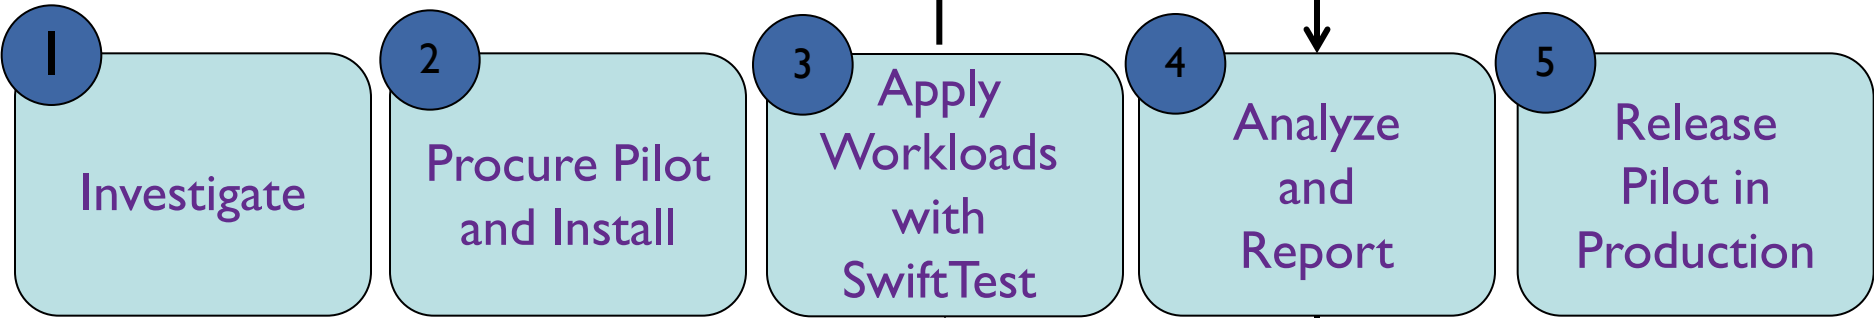 1
Investigate
2
Procure Pilot
and Install
3
Apply
Workloads
with
SwiftTest
4
Analyze
and
Report
5
Release
Pilot in
Production